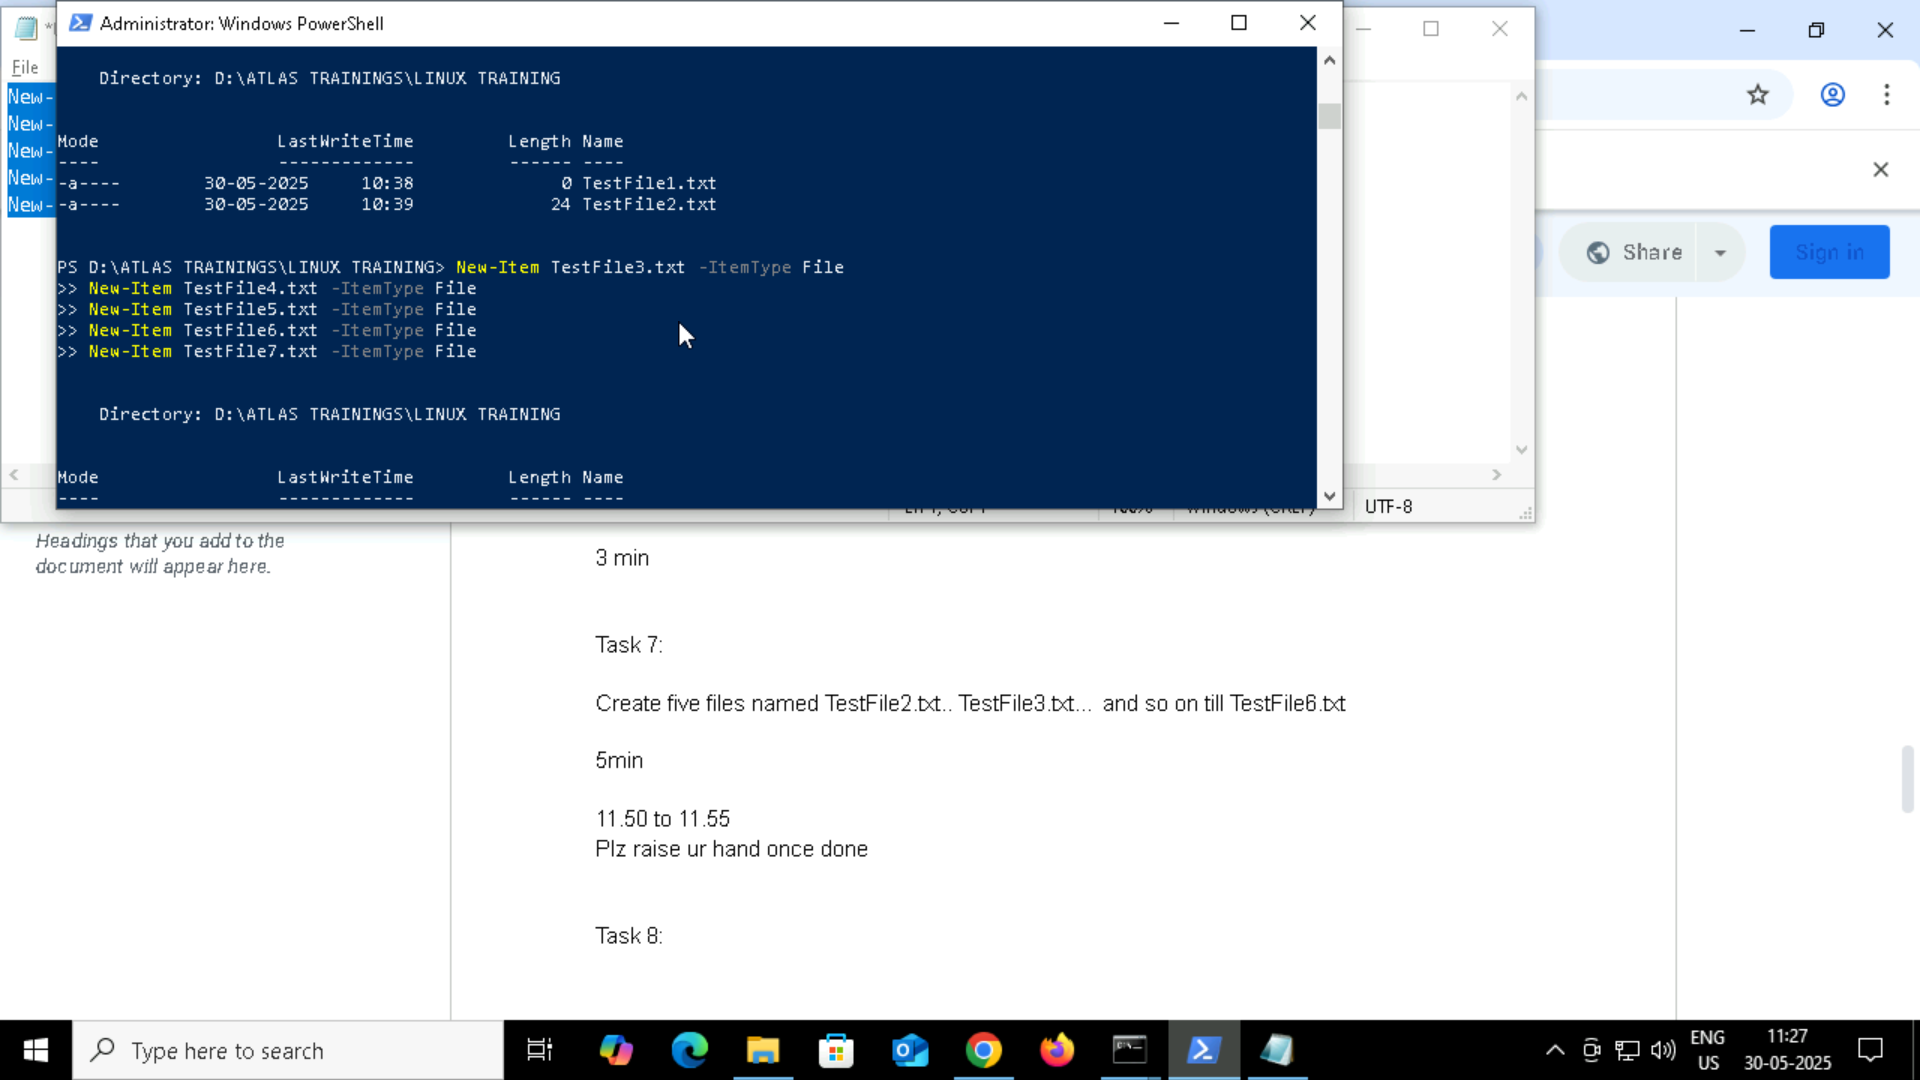 Administrator: Windows PowerShell
File
New-
New-
New-
New-
New-
Directory: D:\ATLAS TRAININGS\LINUX TRAINING
Mode LastWriteTime Length Name
---- ------------- ------ ----
-a---- 30-05-2025 10:38 0 TestFile1.txt
-a---- 30-05-2025 10:39 24 TestFile2.txt
PS D:\ATLAS TRAININGS\LINUX TRAINING> New-Item TestFile3.txt -ItemType File
>> New-Item TestFile4.txt -ItemType File
>> New-Item TestFile5.txt -ItemType File
>> New-Item TestFile6.txt -ItemType File
>> New-Item TestFile7.txt -ItemType File
Directory: D:\ATLAS TRAININGS\LINUX TRAINING
Mode LastWriteTime Length Name
---- ------------- ------ ----
UTF-8
Share
Sign in
Headings that you add to the
document will appear here.
3 min
Task 7:
Create five files named TestFile2.txt.. TestFile3.txt... and so on till TestFile6.txt
5min
11.50 to 11.55
Plz raise ur hand once done
Task 8:
Type here to search
ENG
US
11:27
30-05-2025